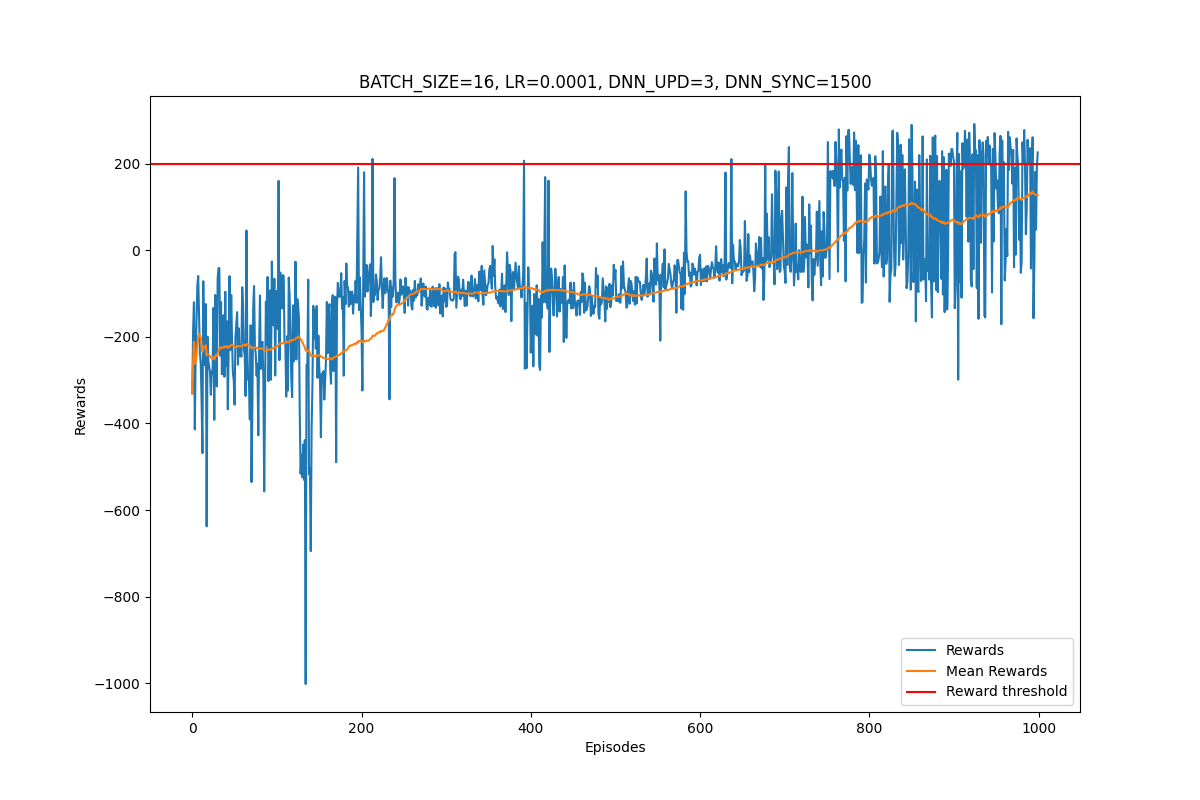 BATCH_SIZE=16, LR=0.0001, DNN_UPD=3, DNN_SYNC=1500
Rewards
200
0
−200
−400
−600
−800
−1000
0
200
400
600
800
1000
Episodes
Rewards
Mean Rewards
Reward threshold